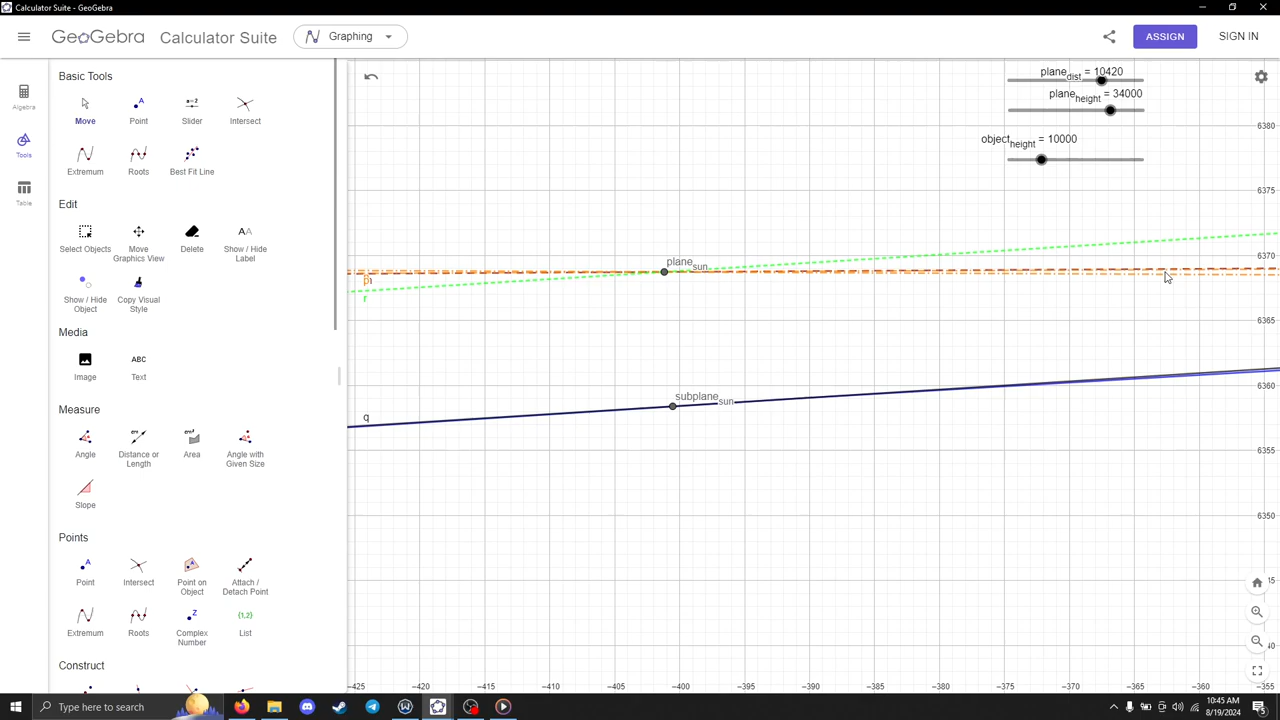 Calculator Suite - GeoGebra
GeoGebra Calculator Suite
Graphing
ASSIGN
SIGN IN
Algebra
Tools
Table
Basic Tools
Move Point Slider Intersect
Extremum Roots Best Fit Line
Edit
Select Objects Move Graphics View Delete Show / Hide Label
Show / Hide Object Copy Visual Style
Media
Image Text
Measure
Angle Distance or Length Area Angle with Given Size
Slope
Points
Point Intersect Point on Object Attach / Detach Point
Extremum Roots Complex Number List
Construct
plane dist = 10420
plane height = 34000
object height = 10000
6380
6375
6370
6365
6360
6355
6350
plane sun
r
subplane sun
q
−425 −420 −415 −410 −405 −400 −395 −390 −385 −380 −375 −370 −365 −360 −355
Type here to search
10:45 AM
8/19/2024